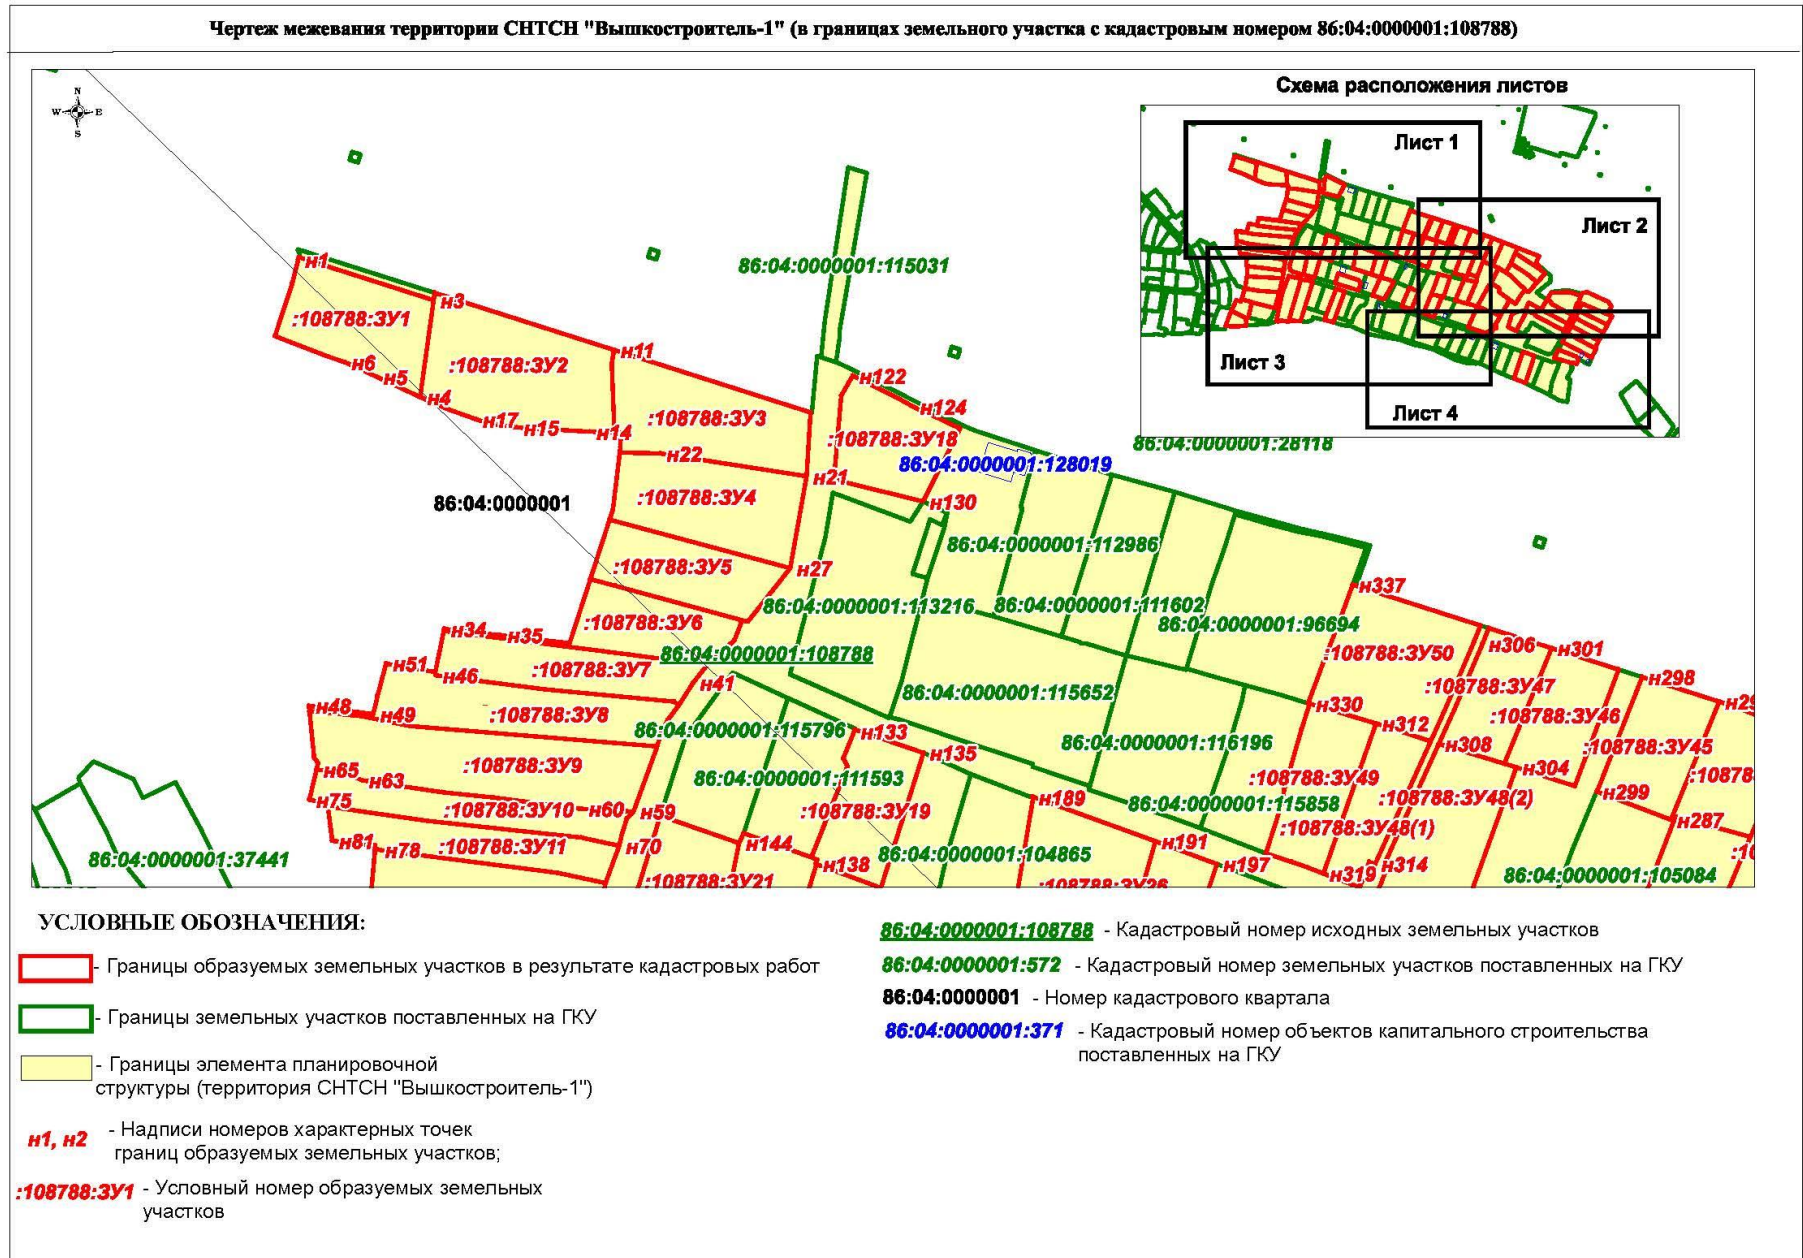 Чертеж межевания территории СНТСН "Вышкостроитель-1" (в границах земельного участка с кадастровым номером 86:04:0000001:108788)
N
W E
S
Схема расположения листов
Лист 1
Лист 2
Лист 3
Лист 4
86:04:0000001:115031
н1
н3
:108788:ЗУ1
н6
н5
н4
:108788:ЗУ2
н11
н17
н15
н14
:108788:ЗУ3
н22
н122
н124
:108788:ЗУ18
86:04:0000001:128019
86:04:0000001:28118
н21
н130
86:04:0000001
:108788:ЗУ4
:108788:ЗУ5
н27
86:04:0000001:112986
86:04:0000001:113216
86:04:0000001:111602
86:04:0000001:96694
н337
:108788:ЗУ6
н34
н35
86:04:0000001:108788
:108788:ЗУ50
н306
н301
н51
н46
:108788:ЗУ7
н41
86:04:0000001:115652
:108788:ЗУ47
н298
н48
н49
:108788:ЗУ8
86:04:0000001:115796
н133
н135
86:04:0000001:116196
н330
н312
:108788:ЗУ46
н308
:108788:ЗУ45
н65
н63
:108788:ЗУ9
86:04:0000001:111593
:108788:ЗУ49
н304
н75
:108788:ЗУ10
н60
н59
:108788:ЗУ19
н189
86:04:0000001:115858
:108788:ЗУ48(2)
н299
:108788:ЗУ48(1)
н287
н81
н78
:108788:ЗУ11
н70
н144
н138
86:04:0000001:104865
н191
н197
н319
н314
86:04:0000001:105084
86:04:0000001:37441
:108788:ЗУ21
:108788:ЗУ26
УСЛОВНЫЕ ОБОЗНАЧЕНИЯ:
- Границы образуемых земельных участков в результате кадастровых работ
- Границы земельных участков поставленных на ГКУ
- Границы элемента планировочной
структуры (территория СНТСН "Вышкостроитель-1")
н1, н2 - Надписи номеров характерных точек
границ образуемых земельных участков;
:108788:ЗУ1 - Условный номер образуемых земельных
участков
86:04:0000001:108788 - Кадастровый номер исходных земельных участков
86:04:0000001:572 - Кадастровый номер земельных участков поставленных на ГКУ
86:04:0000001 - Номер кадастрового квартала
86:04:0000001:371 - Кадастровый номер объектов капитального строительства
поставленных на ГКУ